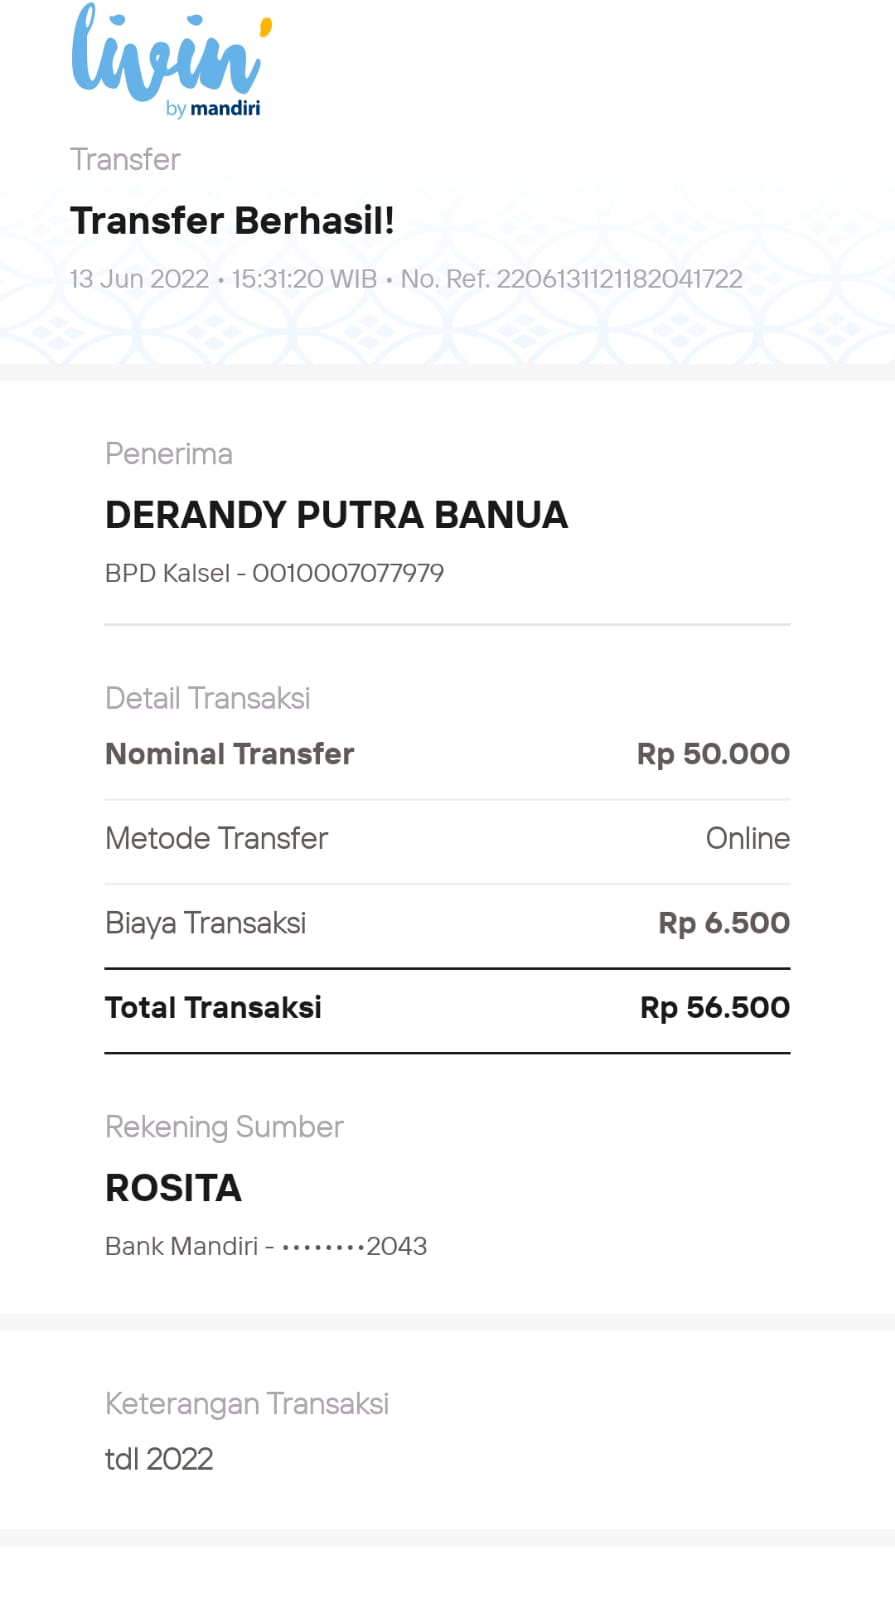 livin'
by mandiri
Transfer
Transfer Berhasil!
13 Jun 2022 • 15:31:20 WIB • No. Ref. 2206131121182041722
Penerima
DERANDY PUTRA BANUA
BPD Kalsel - 0010007077979
Detail Transaksi
Nominal Transfer Rp 50.000
Metode Transfer Online
Biaya Transaksi Rp 6.500
Total Transaksi Rp 56.500
Rekening Sumber
ROSITA
Bank Mandiri - ••••••••2043
Keterangan Transaksi
tdl 2022